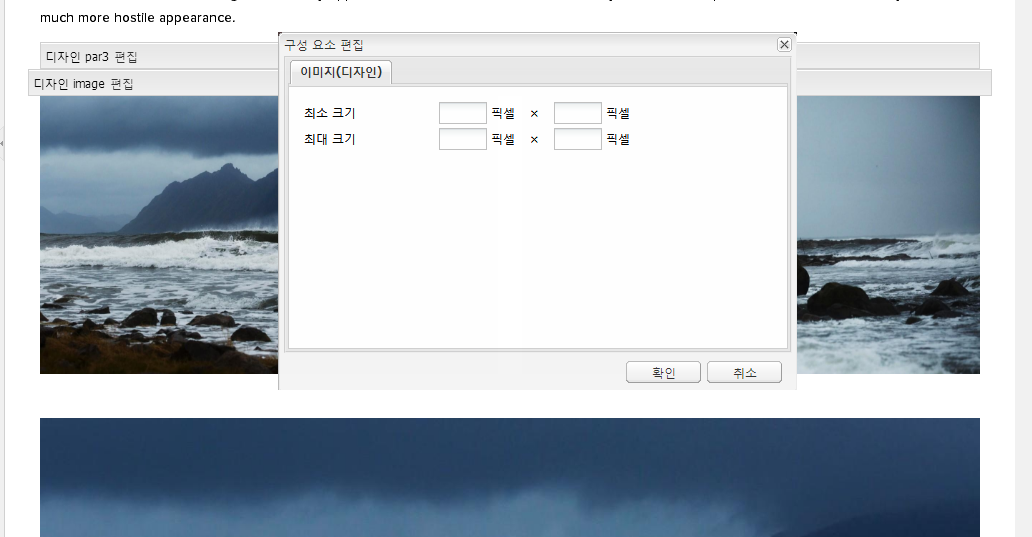 much more hostile appearance.
구성 요소 편집
디자인 par3 편집
이미지(디자인)
디자인 image 편집
최소 크기 픽셀 × 픽셀
최대 크기 픽셀 × 픽셀
확인 취소